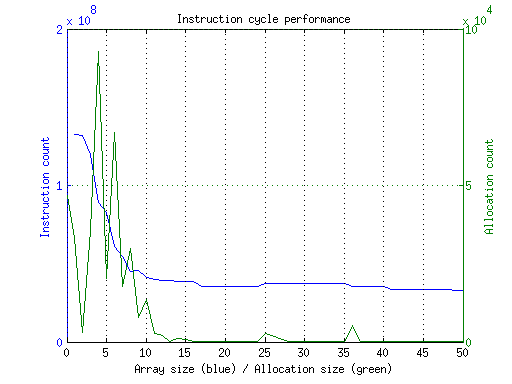 8
4
x 10
Instruction cycle performance
x10
2
10
Instruction count
1
5
Allocation count
0
0
0 5 10 15 20 25 30 35 40 45 50
Array size (blue) / Allocation size (green)